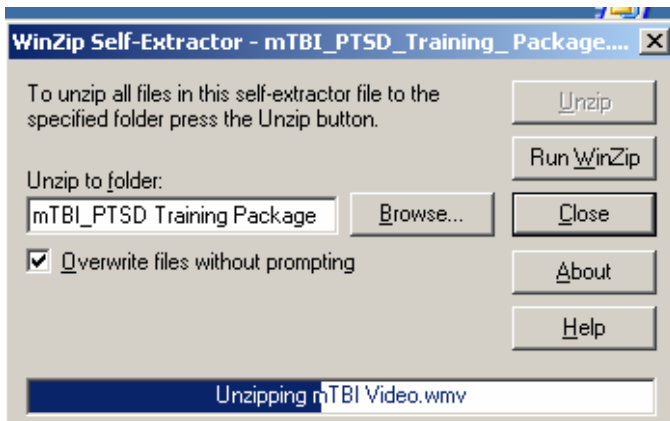 WinZip Self-Extractor - mTBI_PTSD_Training_ Package....
To unzip all files in this self-extractor file to the
specified folder press the Unzip button.
Unzip
Run WinZip
Unzip to folder:
mTBI_PTSD Training Package
Browse...
Close
Overwrite files without prompting
About
Help
Unzipping mTBI Video.wmv